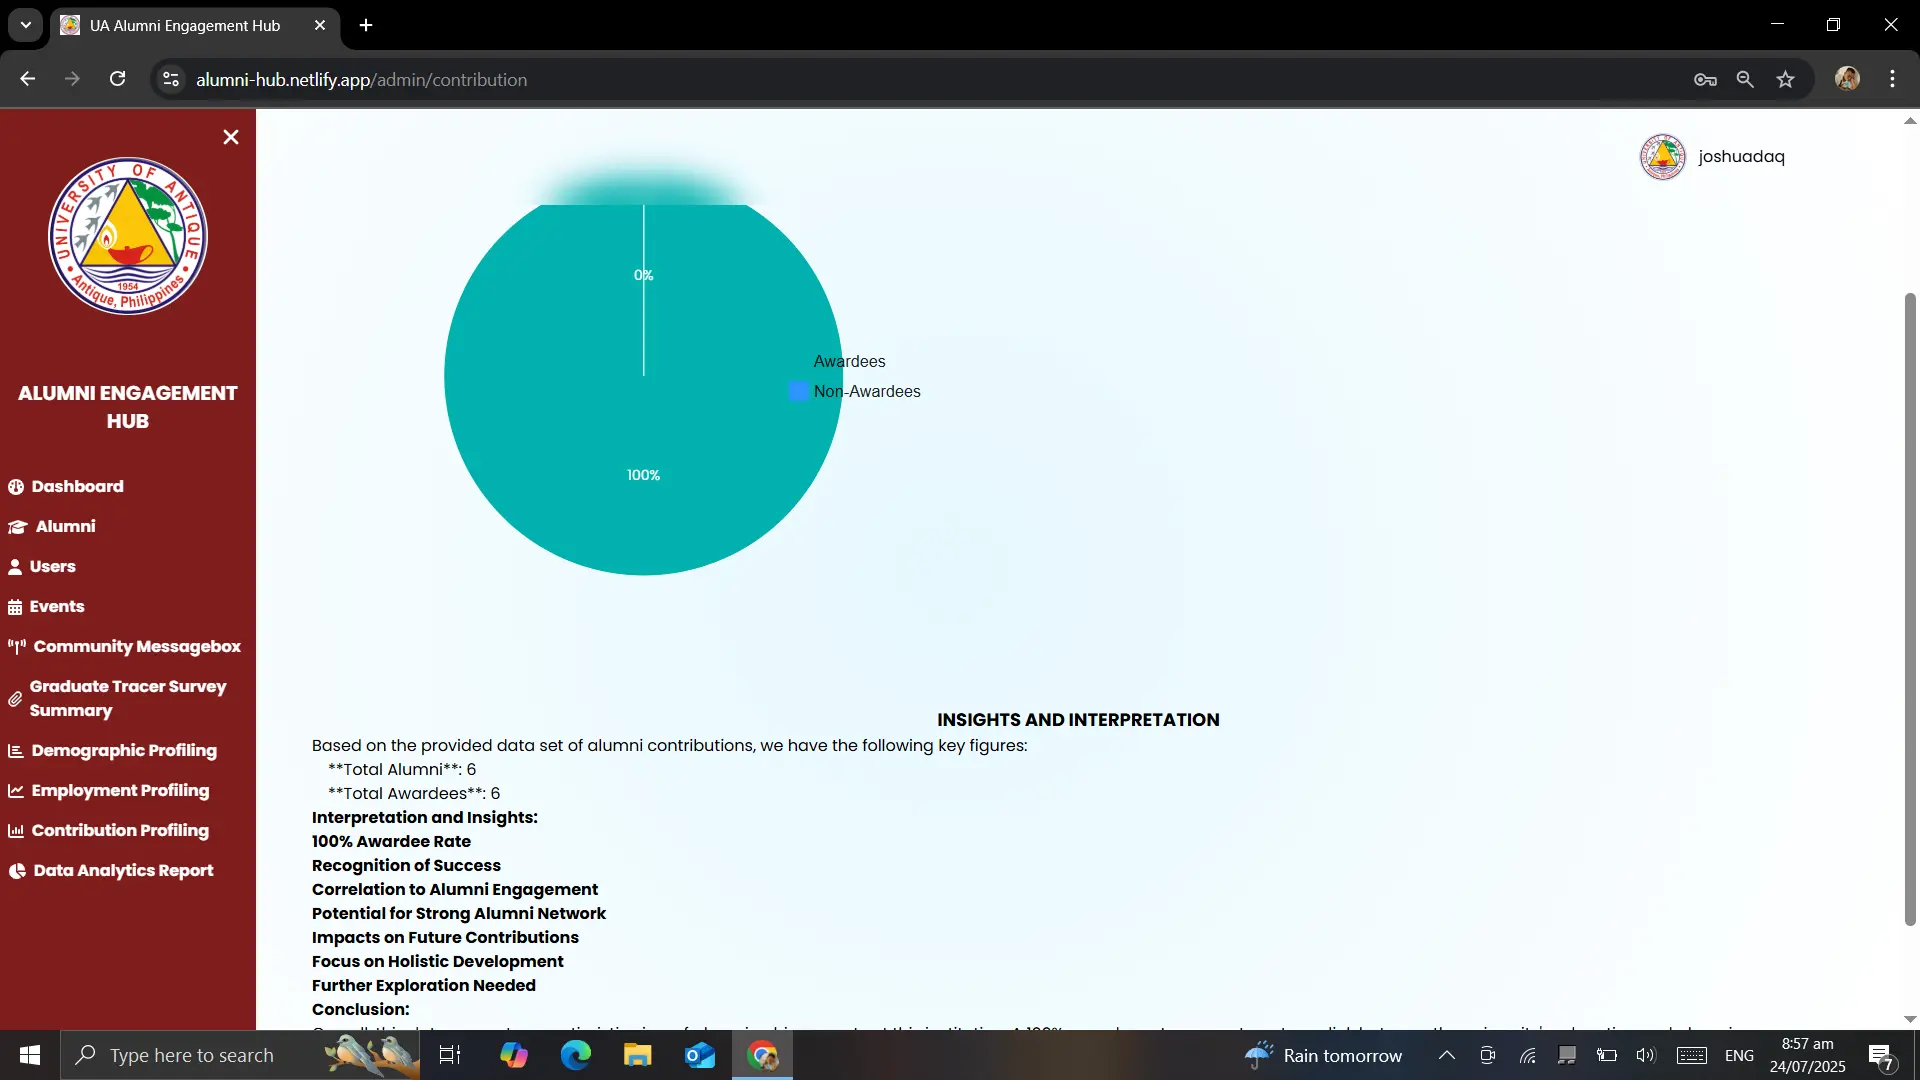 UA Alumni Engagement Hub
alumni-hub.netlify.app/admin/contribution
UNIVERSITY OF ANTIQUE
1954
Antique, Philippines
ALUMNI ENGAGEMENT
HUB
Dashboard
Alumni
Users
Events
Community Messagebox
Graduate Tracer Survey
Summary
Demographic Profiling
Employment Profiling
Contribution Profiling
Data Analytics Report
joshuadaq
0%
100%
Awardees
Non-Awardees
INSIGHTS AND INTERPRETATION
Based on the provided data set of alumni contributions, we have the following key figures:
**Total Alumni**: 6
**Total Awardees**: 6
Interpretation and Insights:
100% Awardee Rate
Recognition of Success
Correlation to Alumni Engagement
Potential for Strong Alumni Network
Impacts on Future Contributions
Focus on Holistic Development
Further Exploration Needed
Conclusion:
Type here to search
Rain tomorrow
ENG
8:57 am
24/07/2025
7